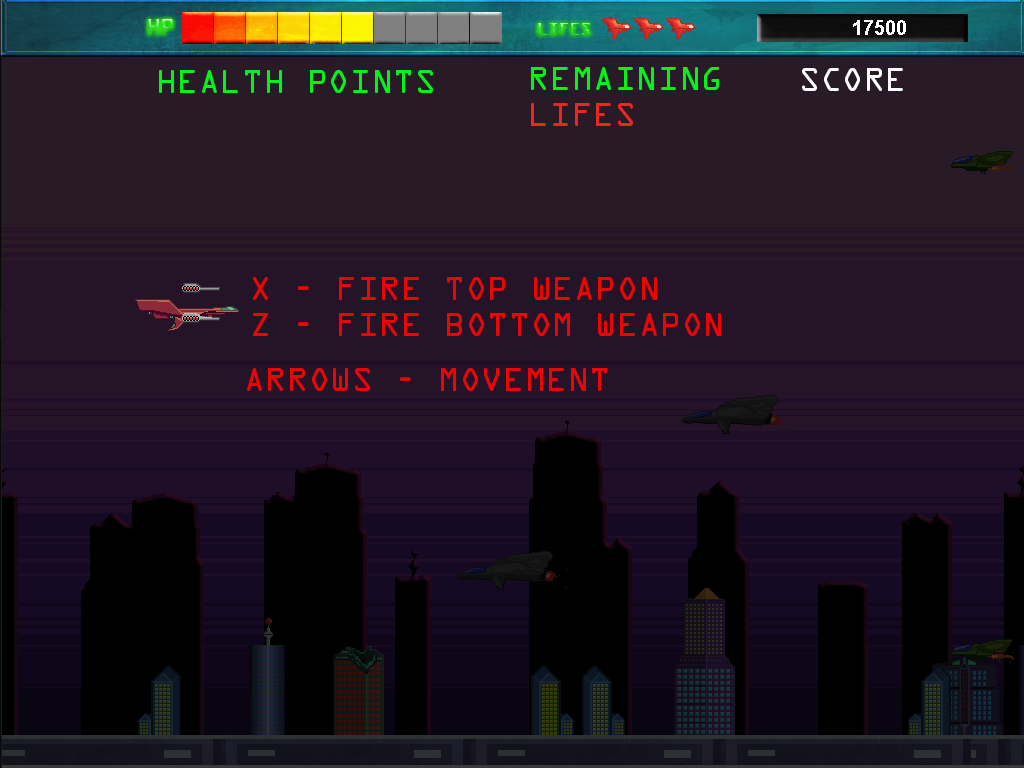 HP LIFES 17500
HEALTH POINTS REMAINING SCORE
LIFES
X - FIRE TOP WEAPON
Z - FIRE BOTTOM WEAPON
ARROWS - MOVEMENT